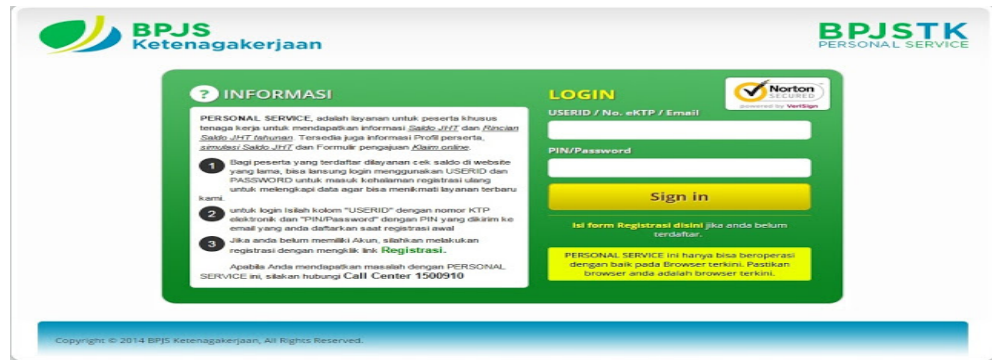 BPJS
Ketenagakerjaan
BPJSTK
PERSONAL SERVICE
? INFORMASI
PERSONAL SERVICE, adalah layanan untuk peserta khusus
tenaga kerja untuk mendapatkan informasi Saldo JHT dan Rincian
Saldo JHT tahunan. Tersedia juga informasi Profil perserta,
simulasi Saldo JHT dan Formulir pengajuan Klaim online.
1 Bagi peserta yang terdaftar dilayanan cek saldo di website
yang lama, bisa lansung login menggunakan USERID dan
PASSWORD untuk masuk kehalaman registrasi ulang
untuk melengkapi data agar bisa menikmati layanan terbaru
kami.
2 untuk login Isilah kolom "USERID" dengan nomor KTP
elektronik dan "PIN/Password" dengan PIN yang dikirim ke
email yang anda daftarkan saat registrasi awal
3 Jika anda belum memiliki Akun, silahkan melakukan
registrasi dengan mengklik link Registrasi.
Apabila Anda mendapatkan masalah dengan PERSONAL
SERVICE ini, silakan hubungi Call Center 1500910
LOGIN
Norton
SECURED
powered by VeriSign
USERID / No. eKTP / Email
PIN/Password
Sign in
Isi form Registrasi disini jika anda belum
terdaftar.
PERSONAL SERVICE ini hanya bisa beroperasi
dengan baik pada Browser terkini. Pastikan
browser anda adalah browser terkini.
Copyright © 2014 BPJS Ketenagakerjaan, All Rights Reserved.